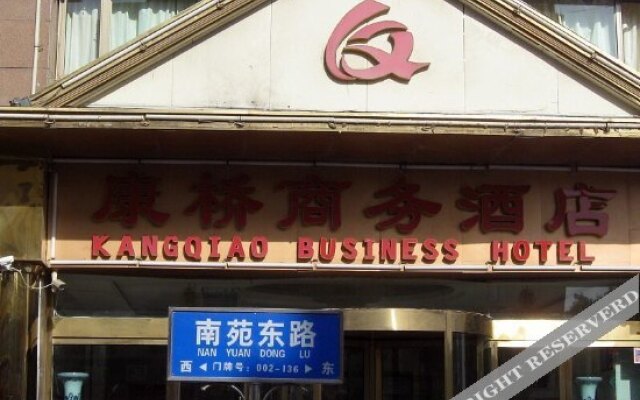 康桥商务酒店
KANGQIAO BUSINESS HOTEL
南苑东路
NAN YUAN DONG LU
西 ◀ 门牌号：002-136 ▶ 东
RIGHT RESERVERD